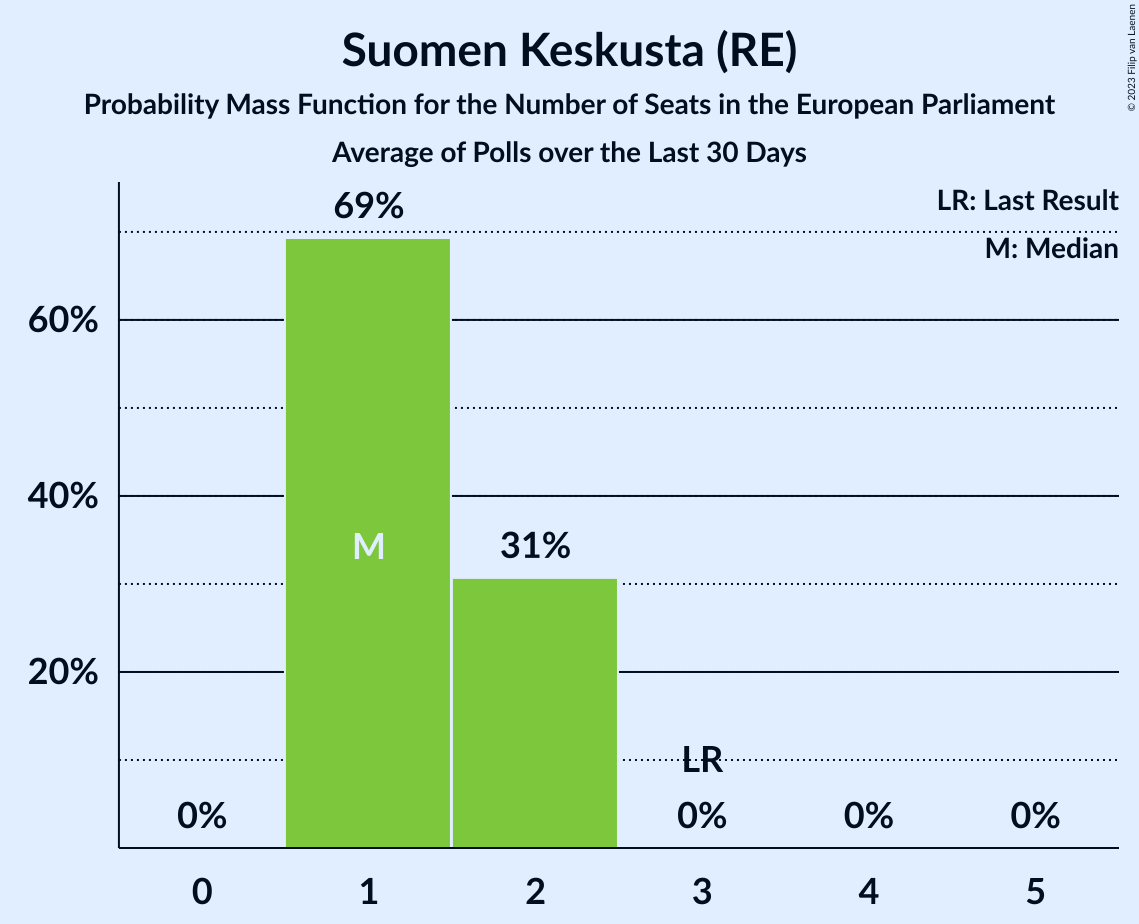 Suomen Keskusta (RE)
Probability Mass Function for the Number of Seats in the European Parliament
Average of Polls over the Last 30 Days
© 2023 Filip van Laenen
LR: Last Result
M: Median
69%
60%
40%
M
31%
20%
LR
0%
0%
0%
0%
0 1 2 3 4 5